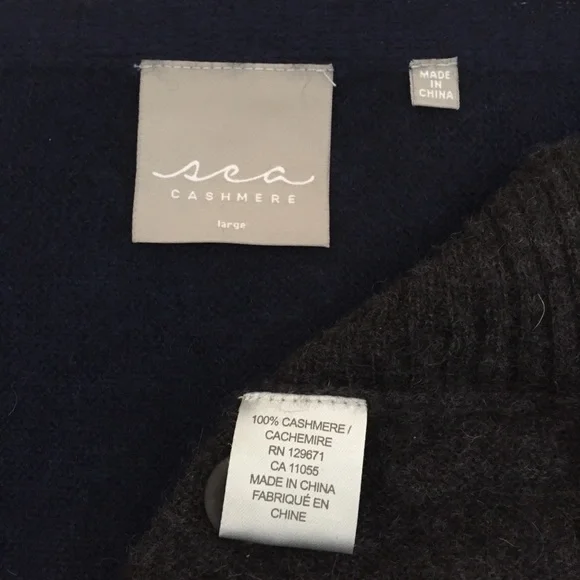 sea
CASHMERE
large
MADE
IN
CHINA
100% CASHMERE /
CACHEMIRE
RN 129671
CA 11055
MADE IN CHINA
FABRIQUÉ EN
CHINE